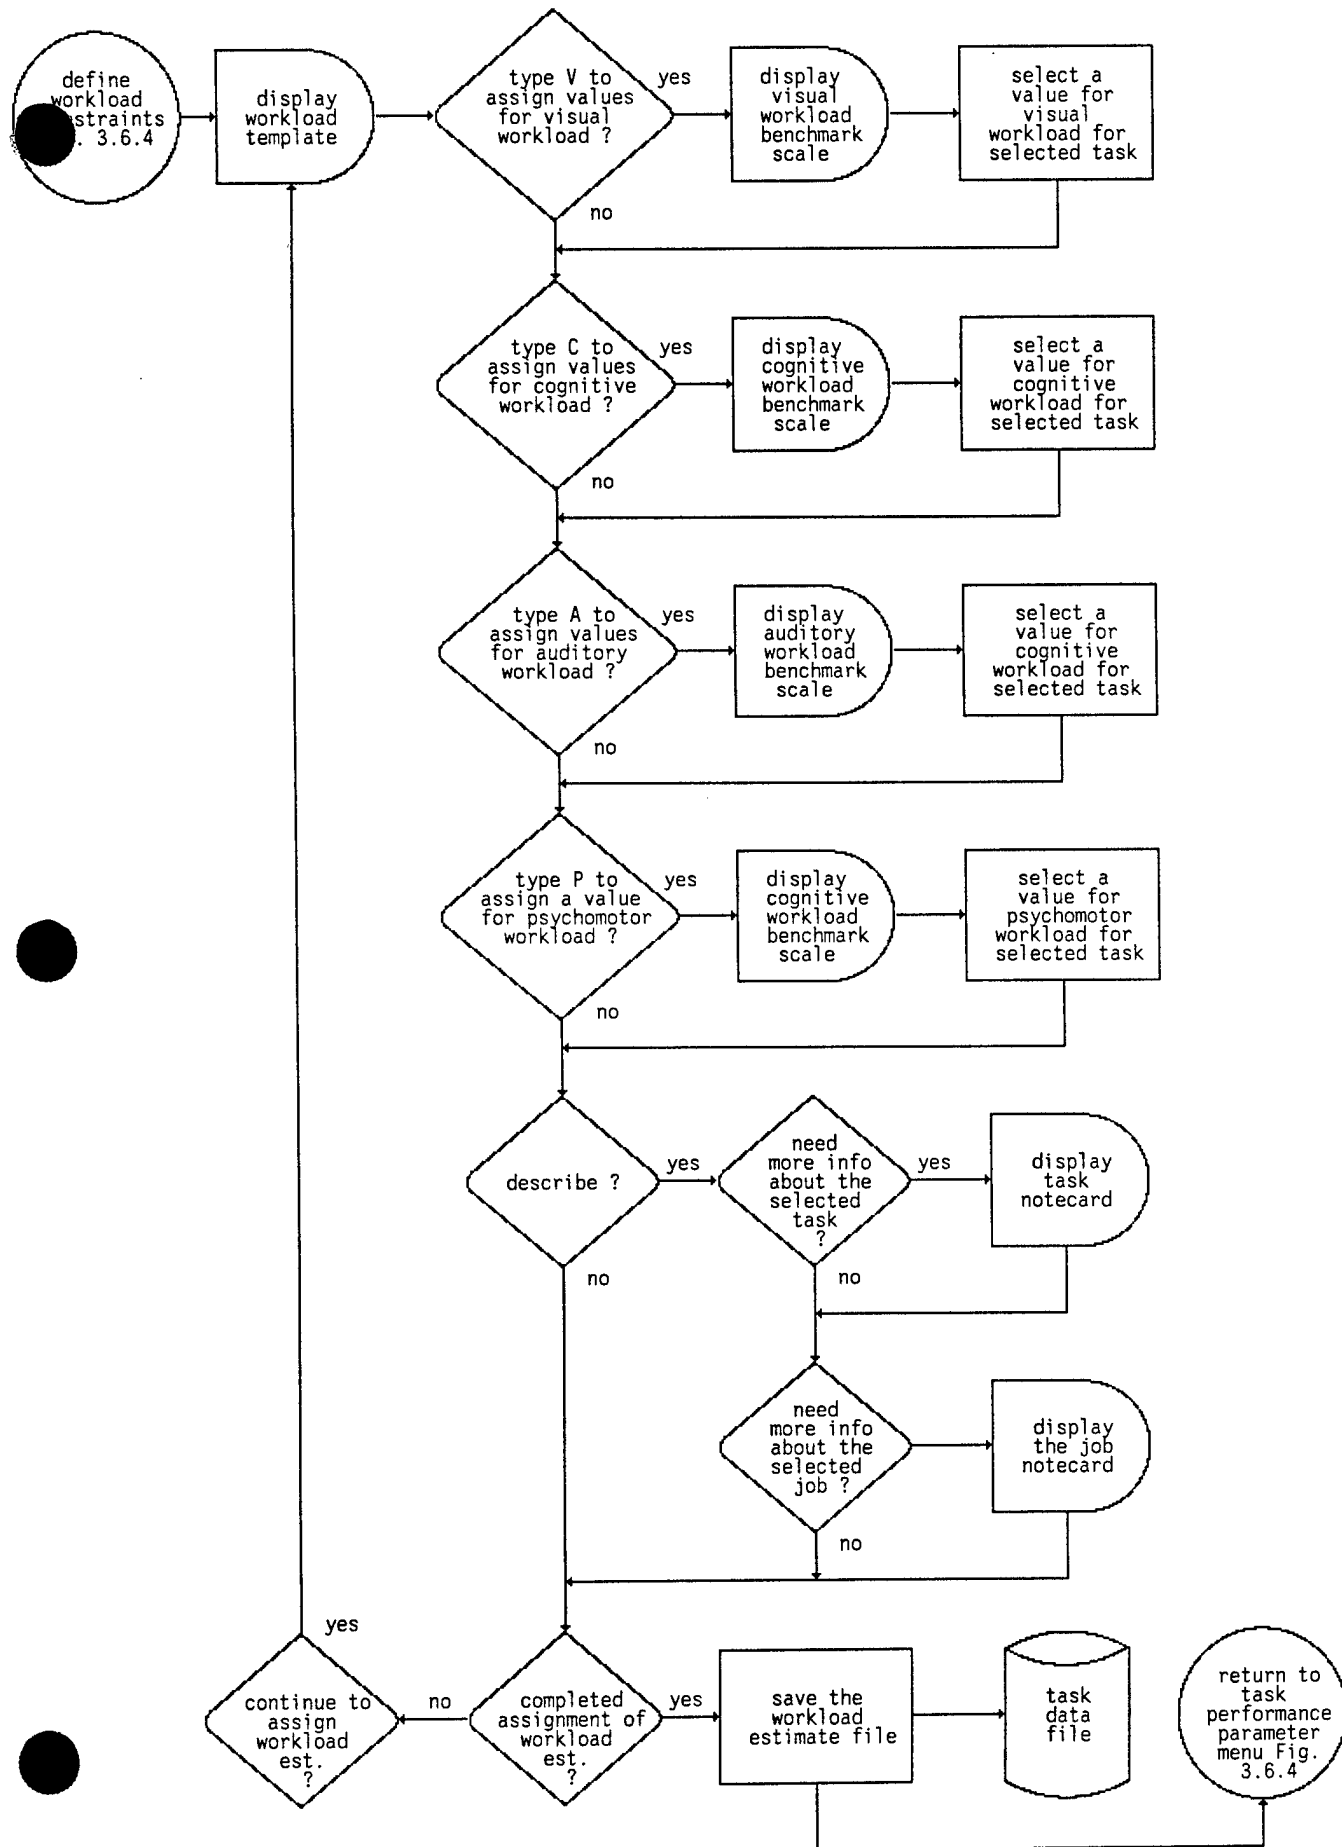 define
workload
straints
. 3.6.4
display
workload
template
type V to
assign values
for visual
workload ?
yes
no
display
visual
workload
benchmark
scale
select a
value for
visual
workload for
selected task
type C to
assign values
for cognitive
workload ?
yes
no
display
cognitive
workload
benchmark
scale
select a
value for
cognitive
workload for
selected task
type A to
assign values
for auditory
workload ?
yes
no
display
auditory
workload
benchmark
scale
select a
value for
cognitive
workload for
selected task
type P to
assign a value
for psychomotor
workload ?
yes
no
display
cognitive
workload
benchmark
scale
select a
value for
psychomotor
workload for
selected task
describe ?
yes
no
need
more info
about the
selected
task
?
yes
no
display
task
notecard
need
more info
about the
selected
job ?
no
display
the job
notecard
yes
continue to
assign
workload
est.
?
no
completed
assignment of
workload
est.
?
yes
save the
workload
estimate file
task
data
file
return to
task
performance
parameter
menu Fig.
3.6.4